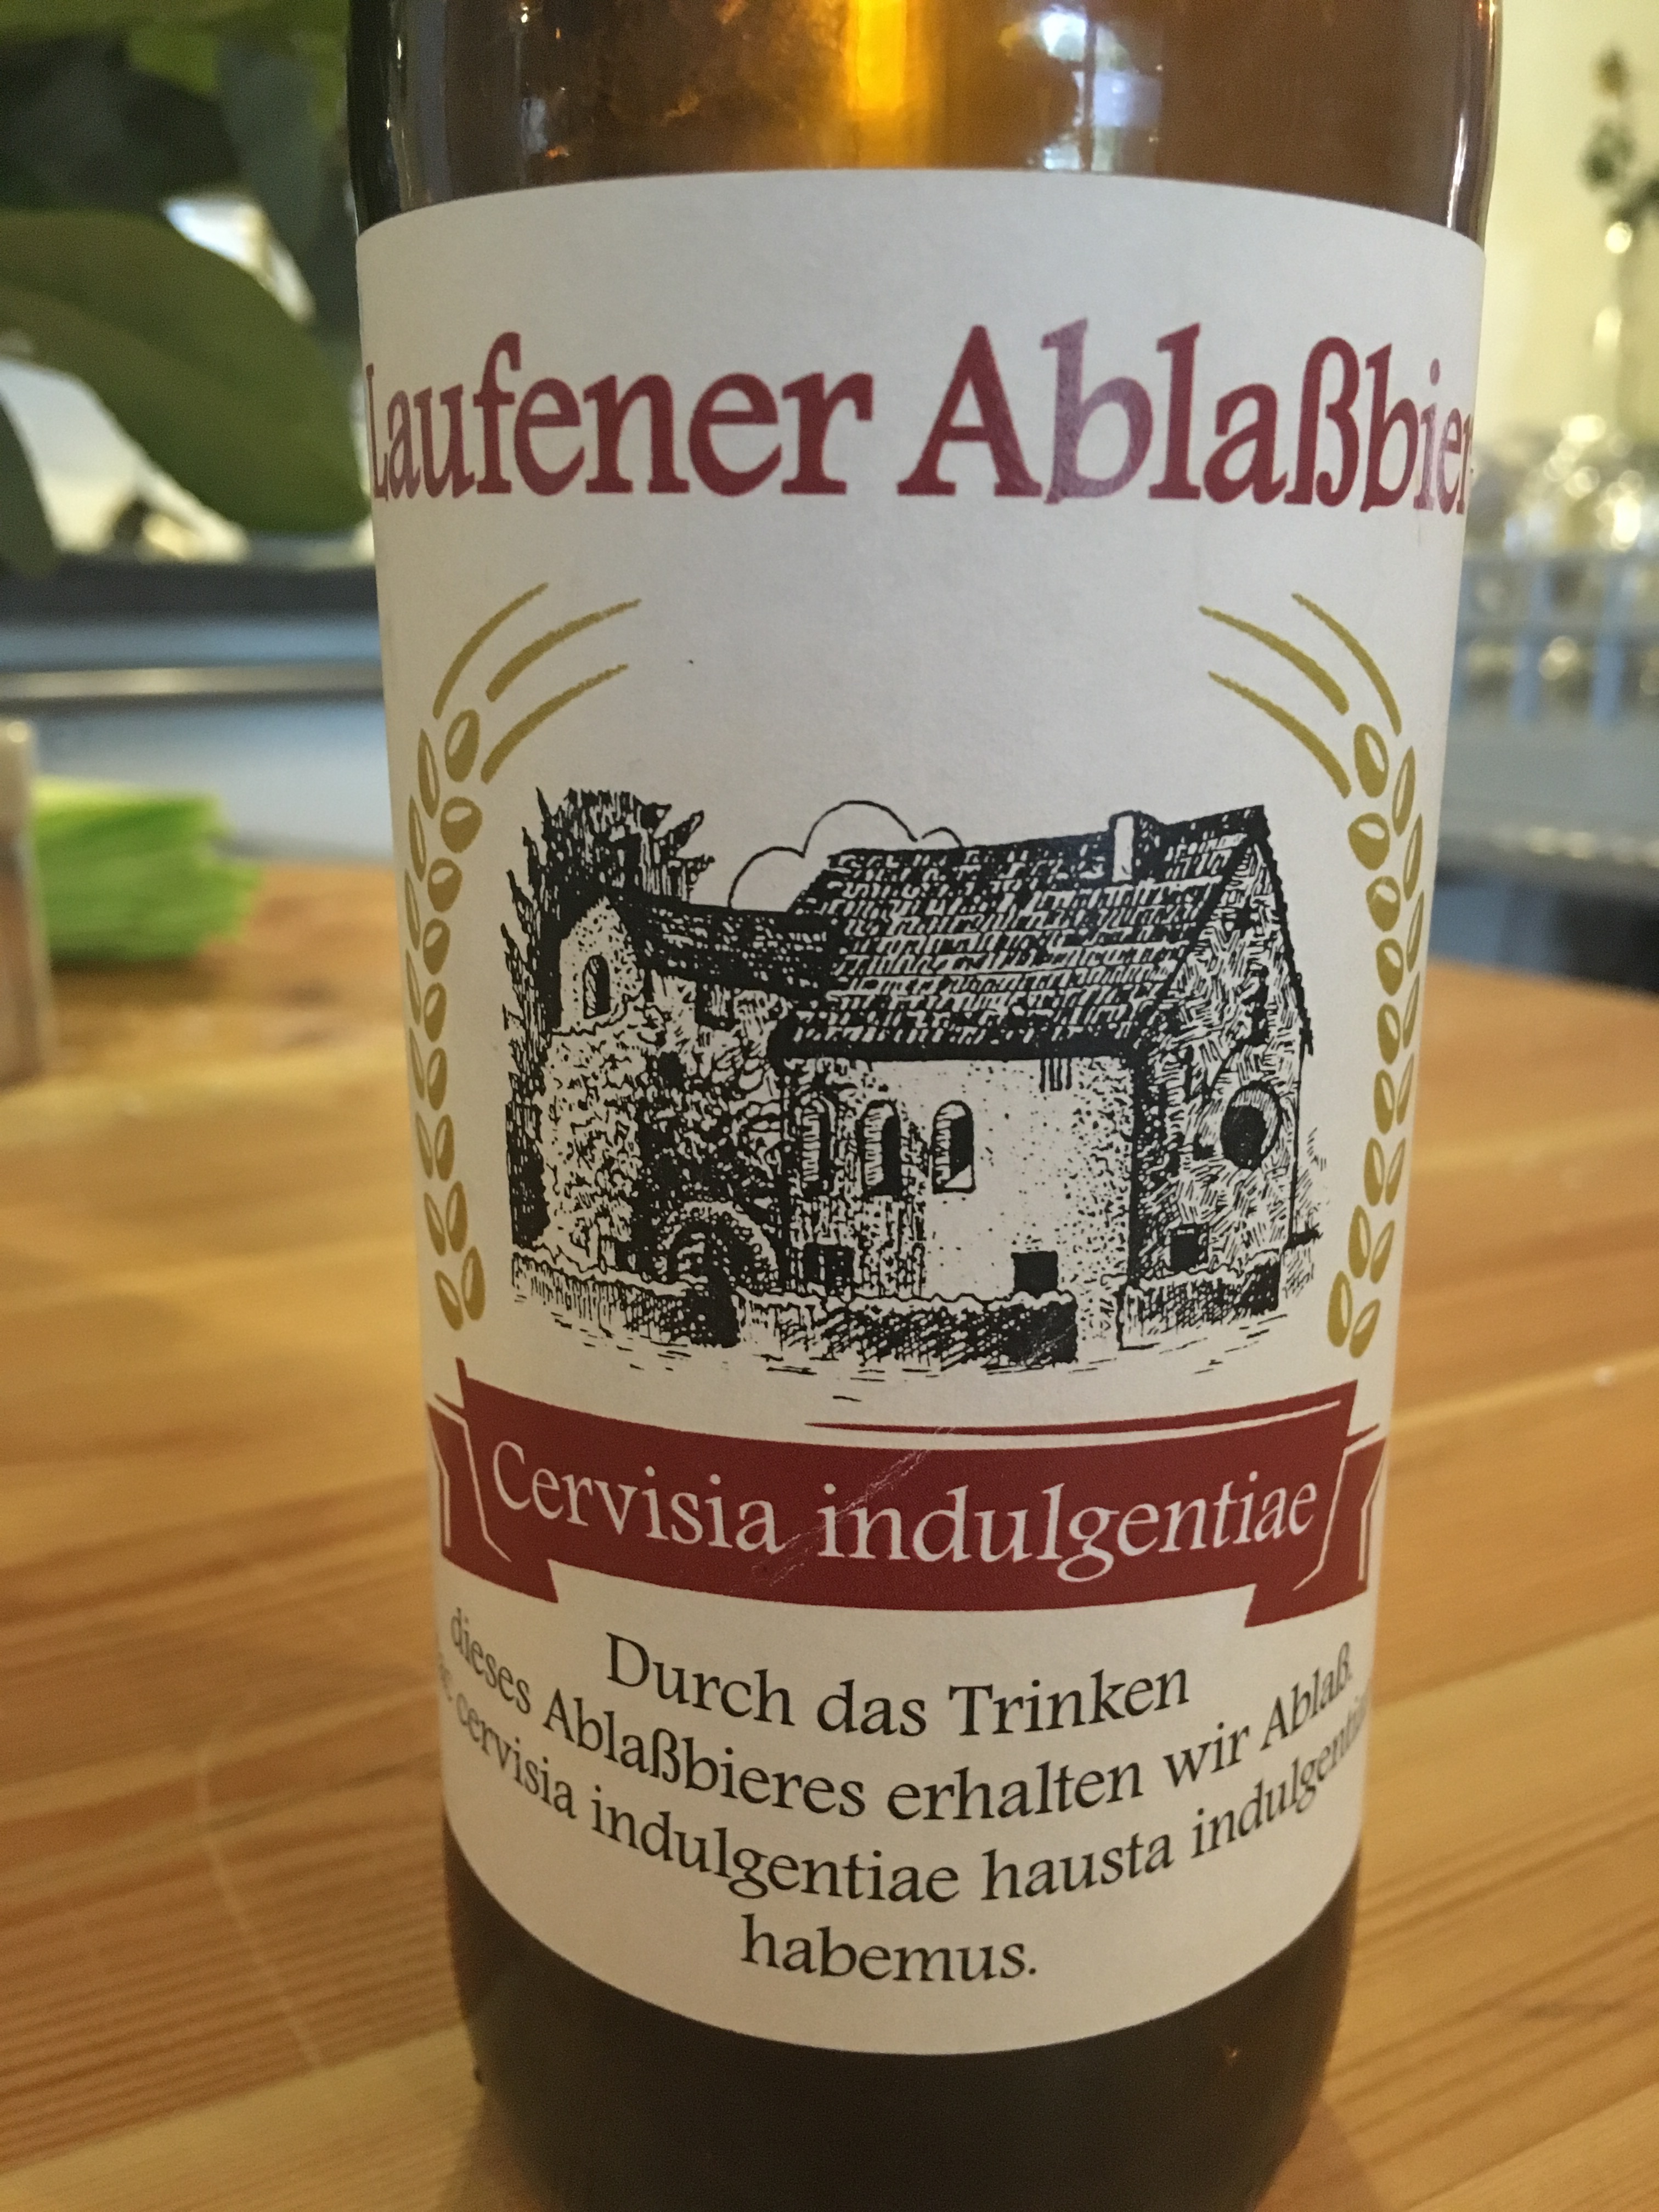 Laufener Ablaßbier
Cervisia indulgentiae
Durch das Trinken
dieses Ablaßbieres erhalten wir Ablaß.
cervisia indulgentiae hausta
habemus.